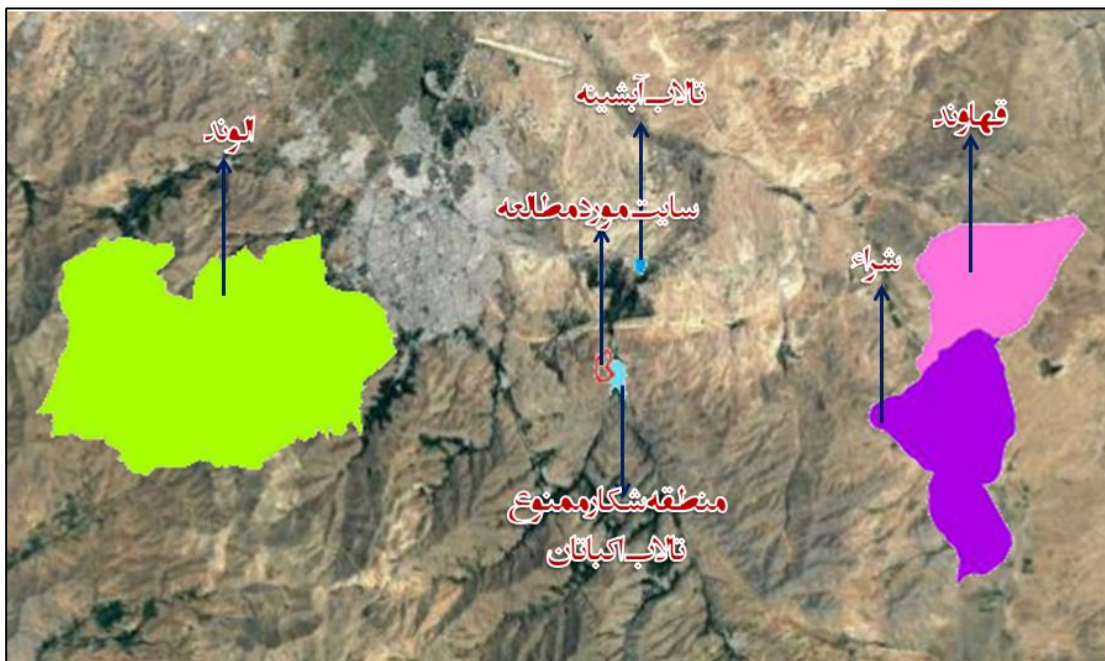 تالاب آبشینه
قهاوند
الوند
سایت مورد مطالعه
شراء
منطقه شکار ممنوع
تالاب اکباتان